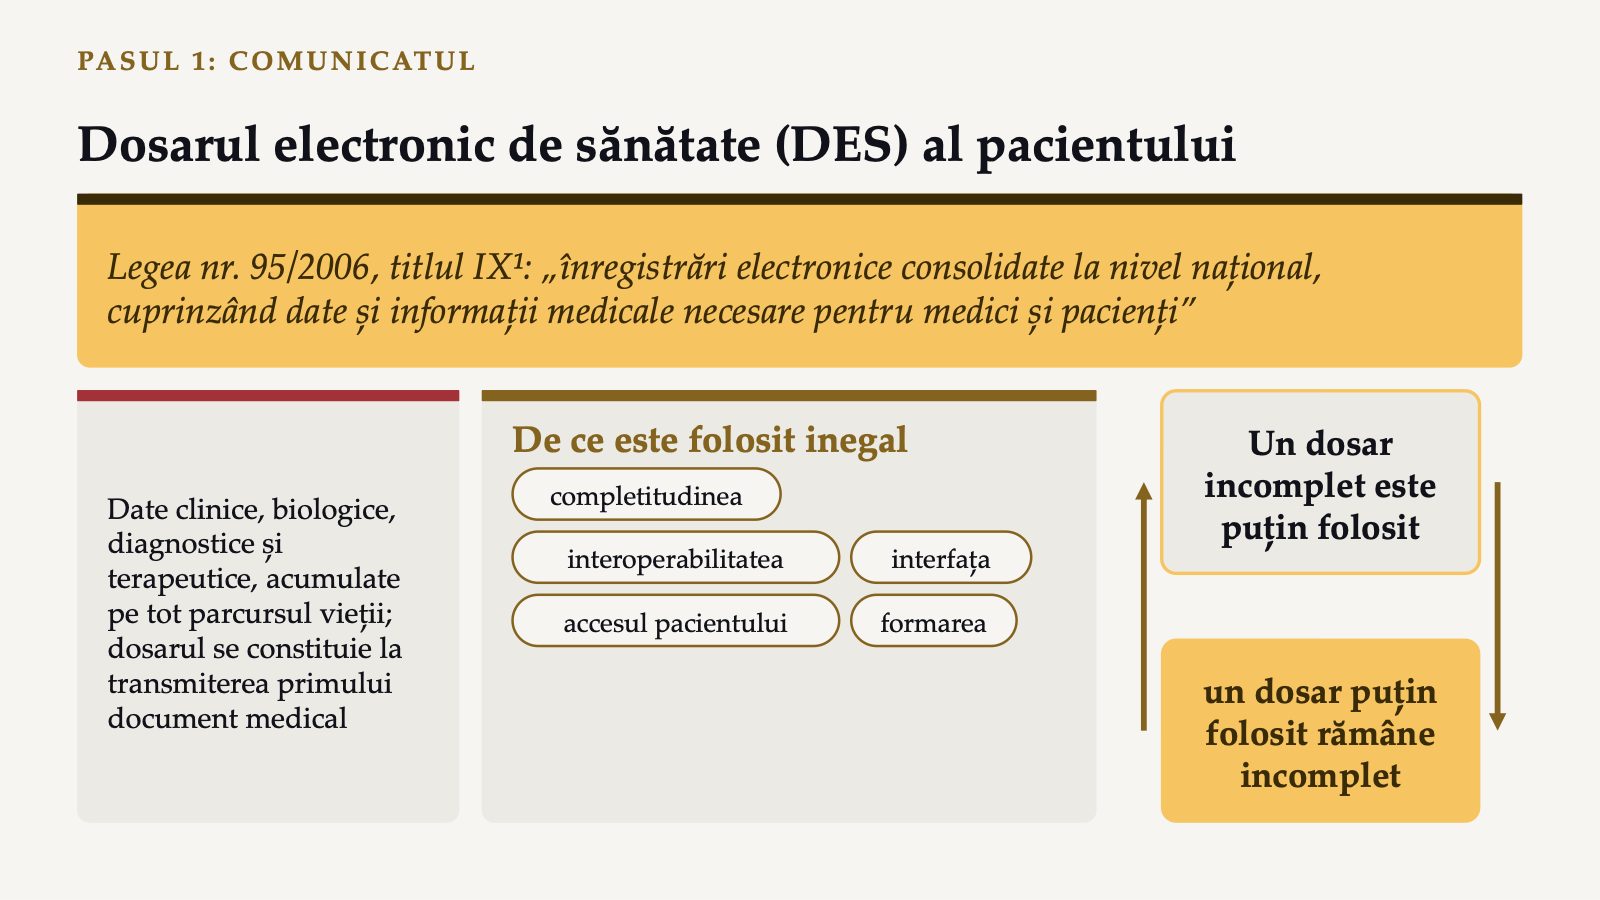 PASUL 1: COMUNICATUL
Dosarul electronic de sănătate (DES) al pacientului
Legea nr. 95/2006, titlul IX¹: „înregistrări electronice consolidate la nivel național,
cuprinzând date și informații medicale necesare pentru medici și pacienți”
Date clinice, biologice,
diagnostice și
terapeutice, acumulate
pe tot parcursul vieții;
dosarul se constituie la
transmiterea primului
document medical
De ce este folosit inegal
completitudinea
interoperabilitatea
interfața
accesul pacientului
formarea
Un dosar
incomplet este
puțin folosit
un dosar puțin
folosit rămâne
incomplet